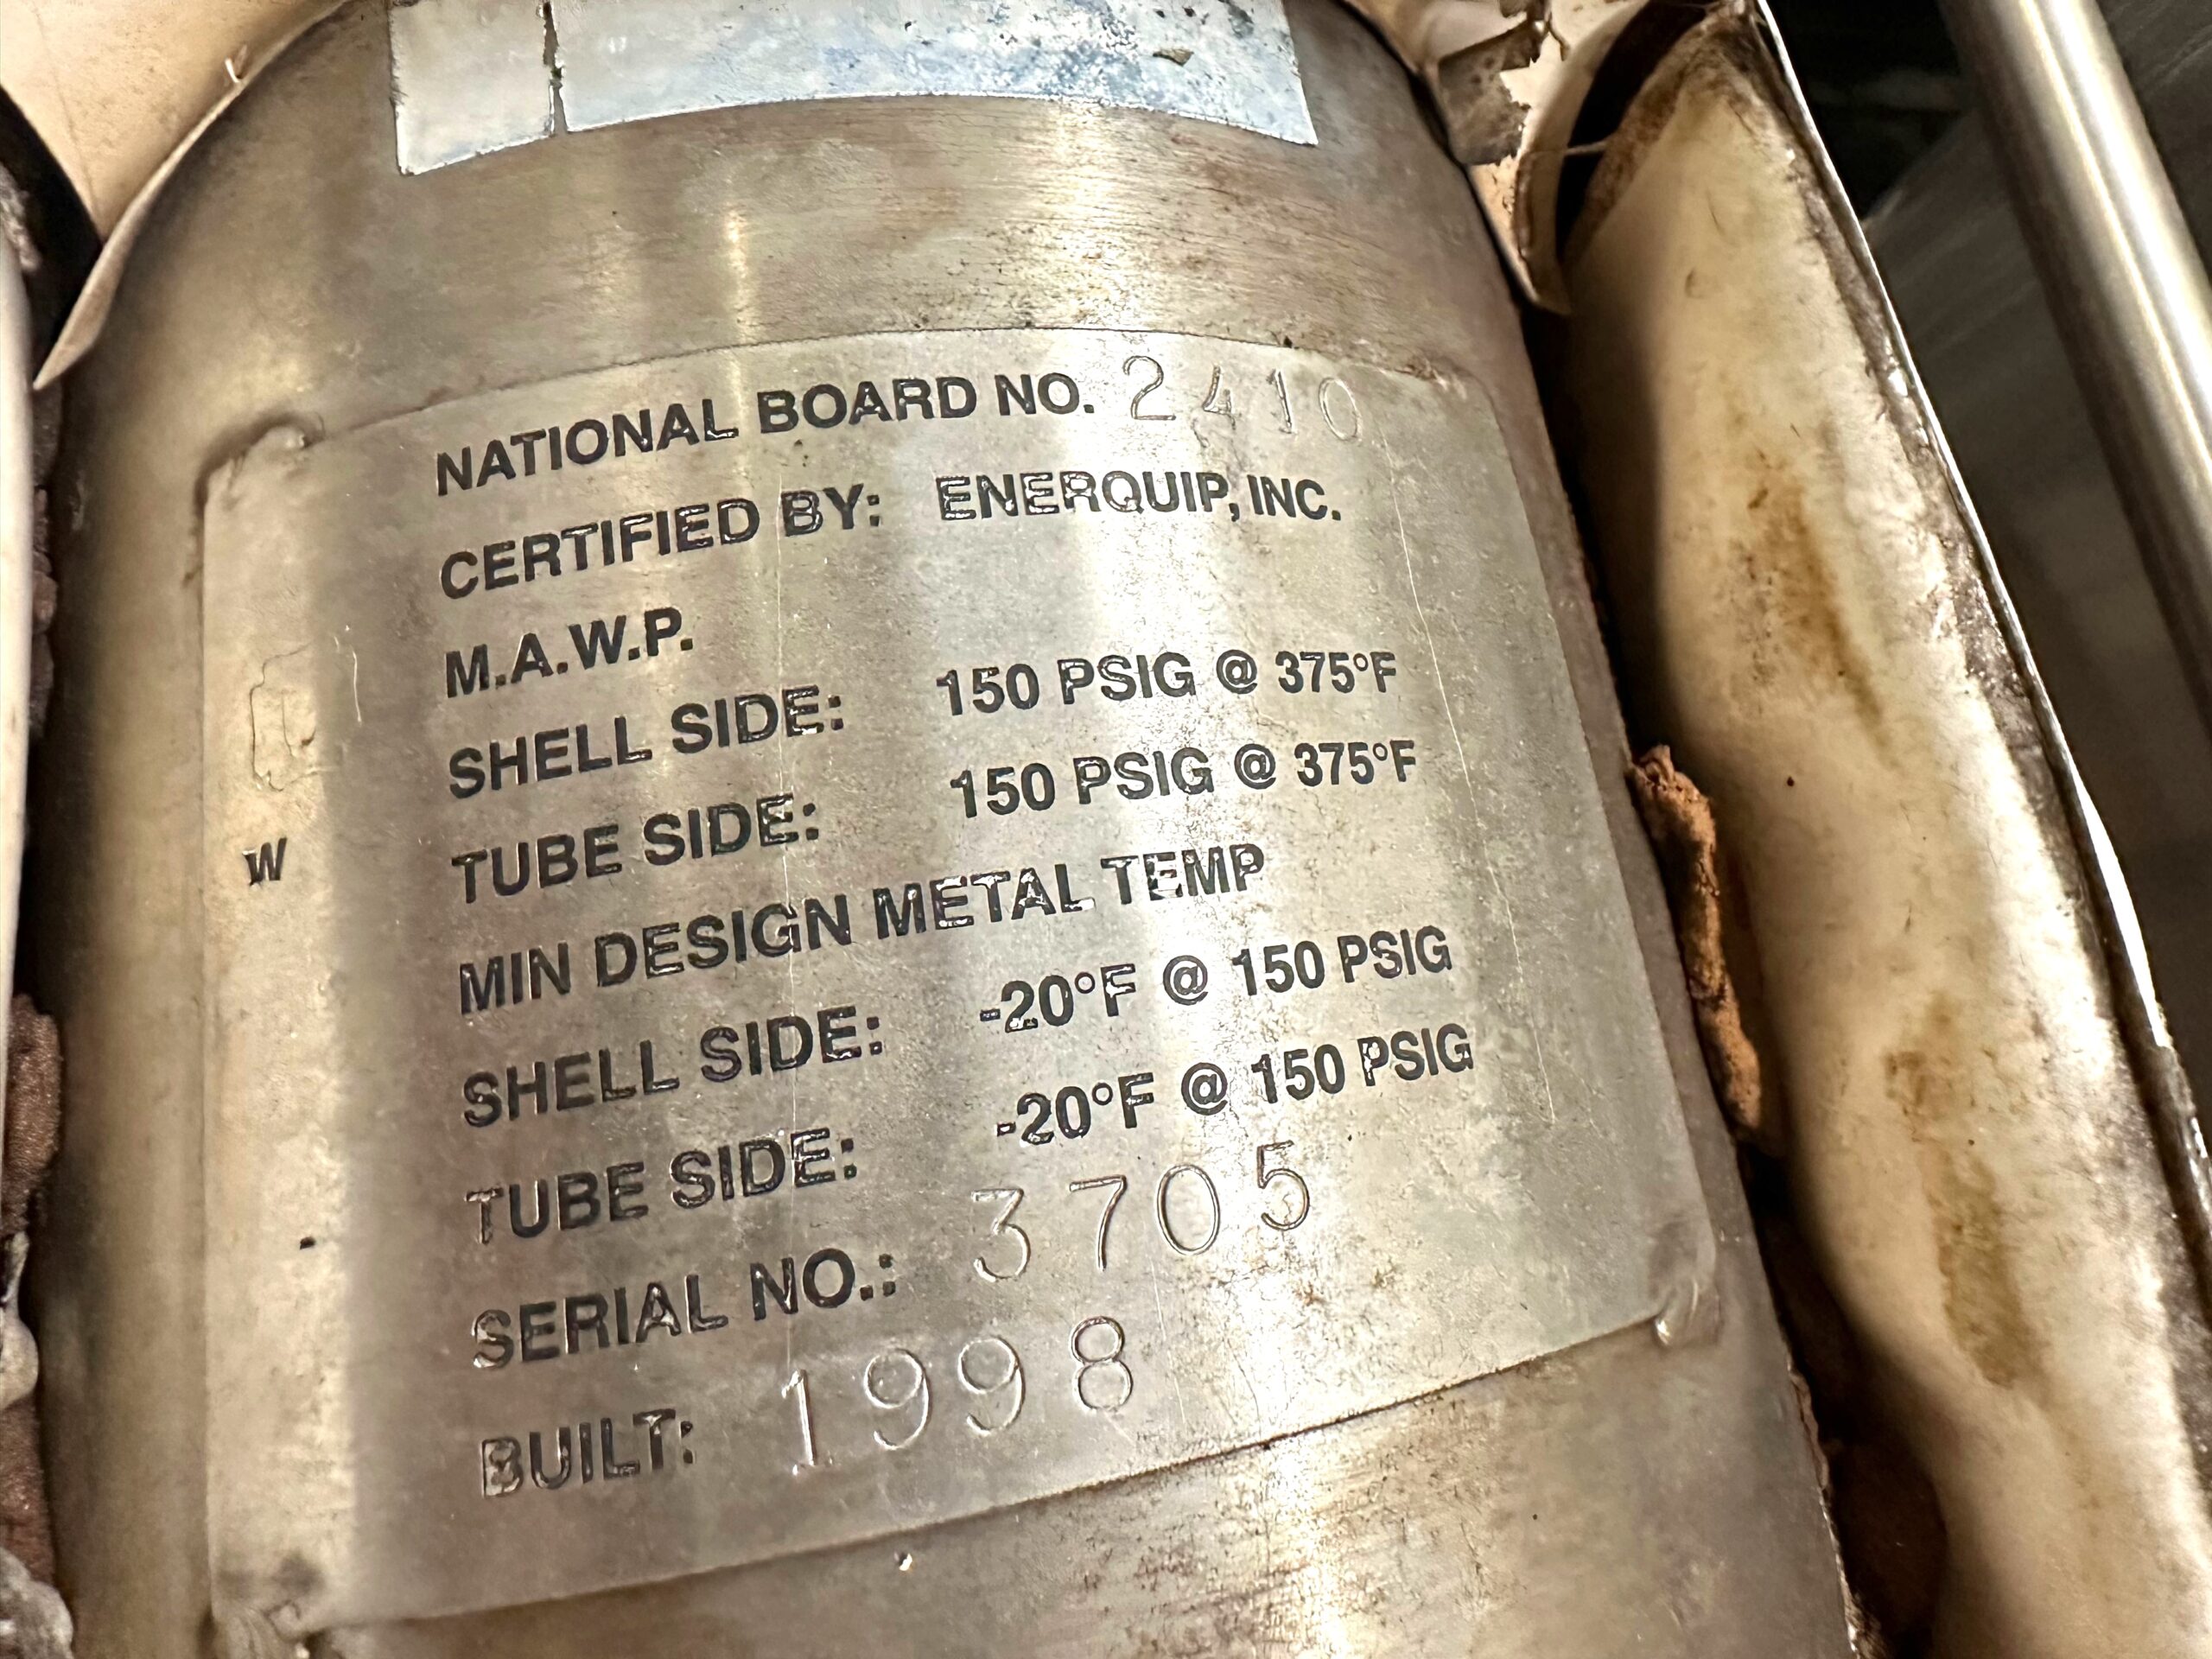 NATIONAL BOARD NO. 2410
CERTIFIED BY: ENERQUIP, INC.
M.A.W.P.
SHELL SIDE: 150 PSIG @ 375°F
TUBE SIDE: 150 PSIG @ 375°F
W
MIN DESIGN METAL TEMP
SHELL SIDE: -20°F @ 150 PSIG
TUBE SIDE: -20°F @ 150 PSIG
SERIAL NO.: 3705
BUILT: 1998